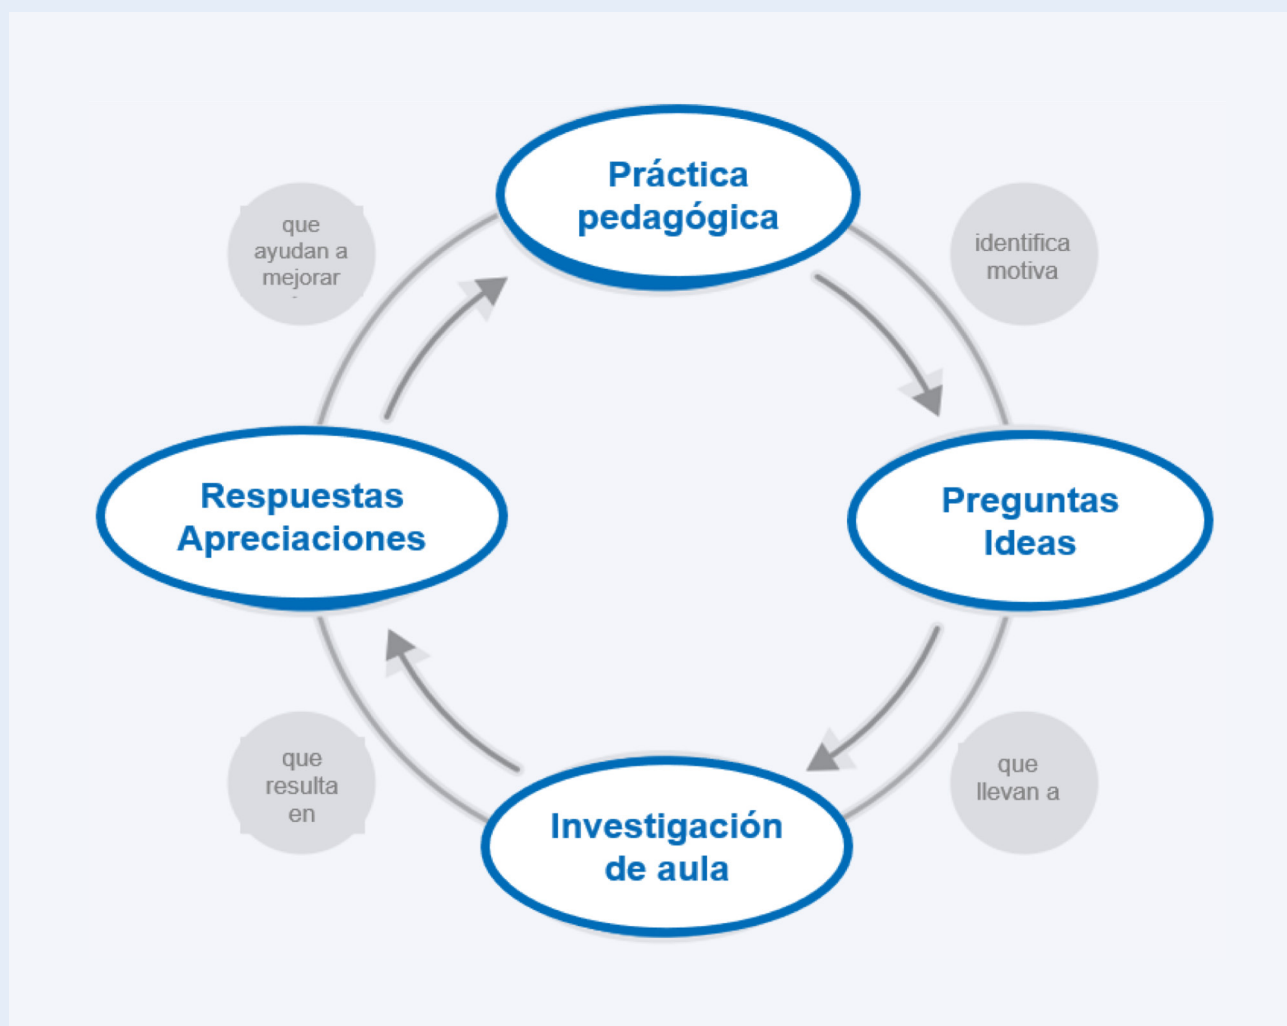 Práctica
pedagógica
identifica
motiva
Preguntas
Ideas
que
llevan a
Investigación
de aula
que
resulta
en
Respuestas
Apreciaciones
que
ayudan a
mejorar